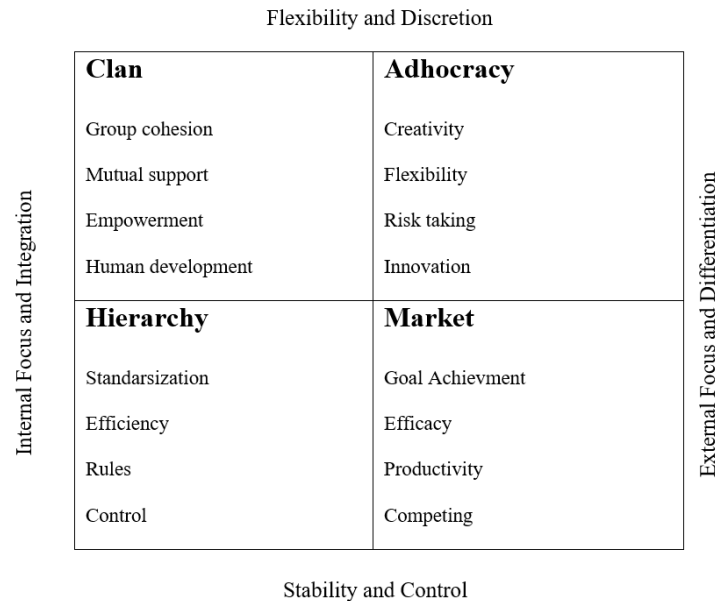 Flexibility and Discretion
Internal Focus and Integration
Clan
Group cohesion
Mutual support
Empowerment
Human development
Adhocracy
Creativity
Flexibility
Risk taking
Innovation
Hierarchy
Standarsization
Efficiency
Rules
Control
Market
Goal Achievment
Efficacy
Productivity
Competing
External Focus and Differentiation
Stability and Control